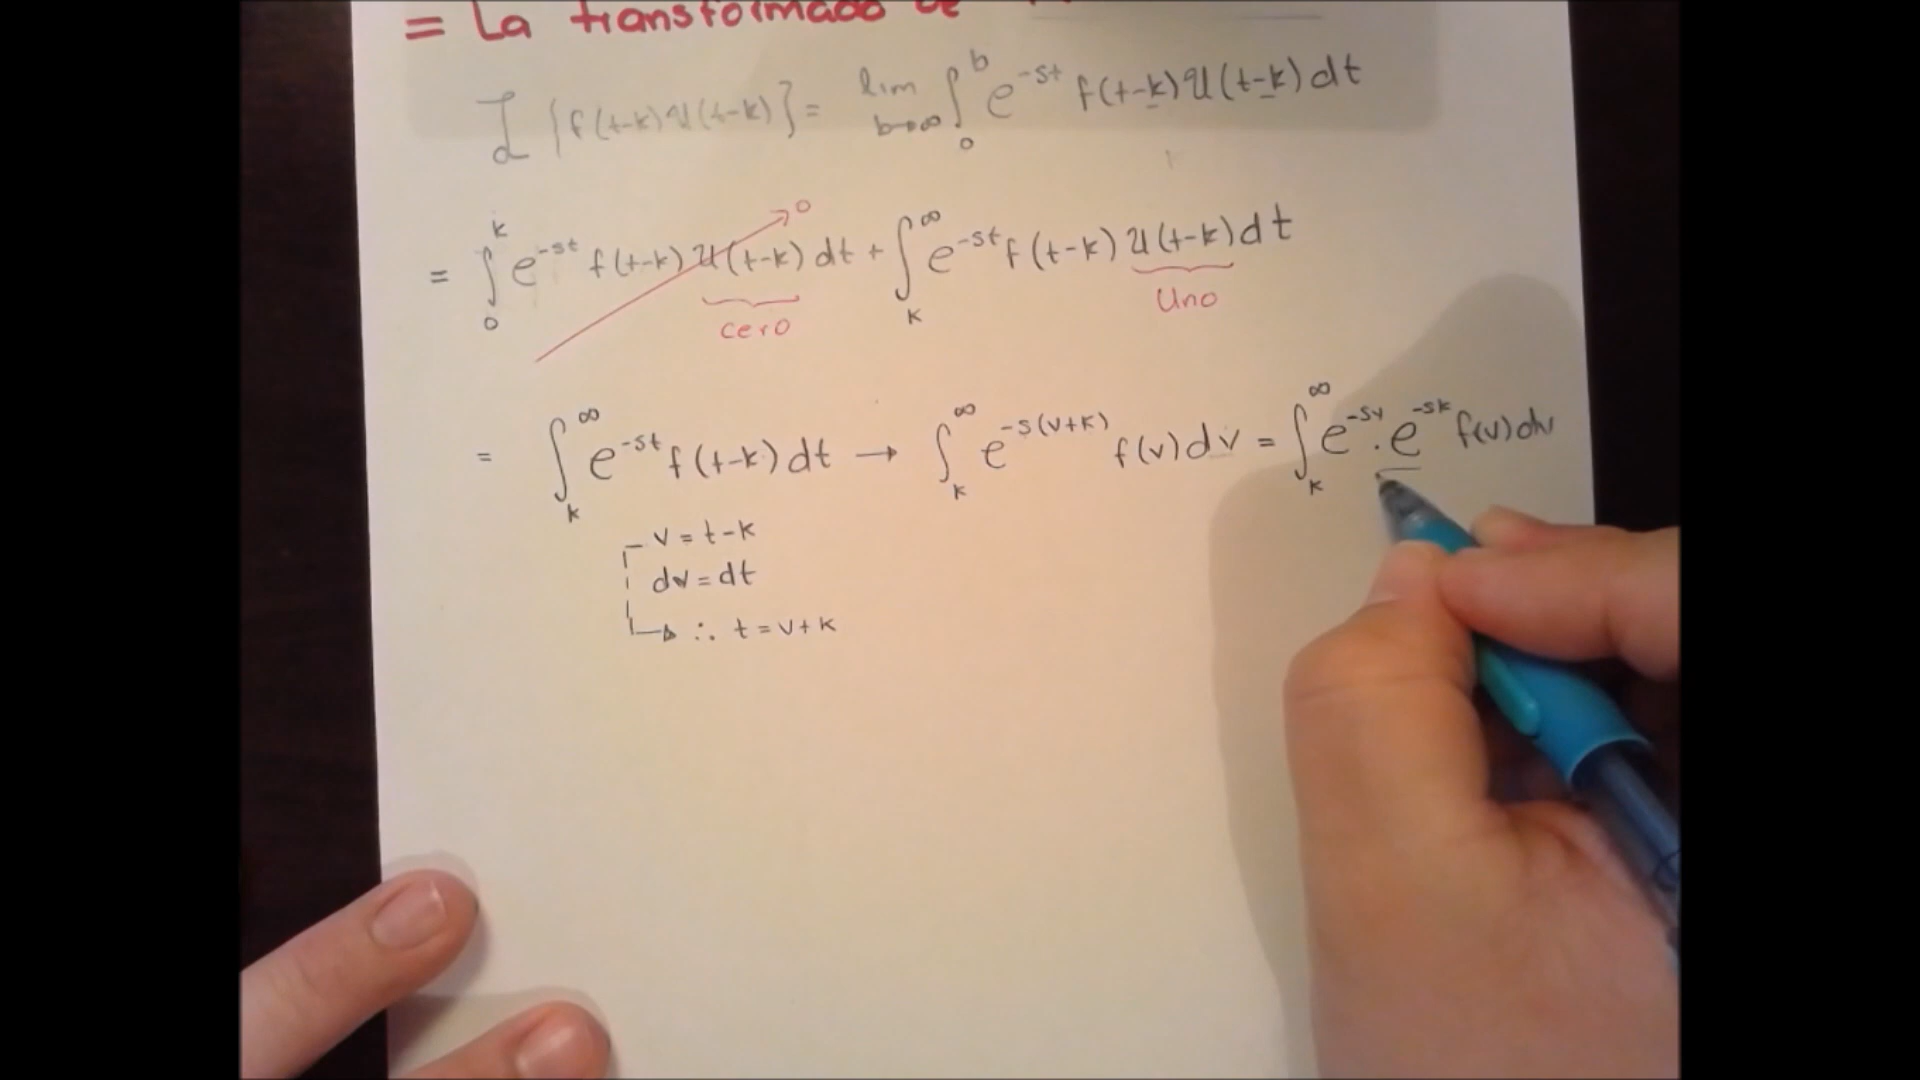 = La transformada de
ℒ {f(t-k)𝒰(t-k)} = lim b→∞ ∫₀ᵇ e^{-st} f(t-k)𝒰(t-k)dt
= ∫₀ᵏ e^{-st} f(t-k)𝒰(t-k)dt + ∫ₖ^∞ e^{-st} f(t-k)𝒰(t-k)dt
0
cero
Uno
= ∫ₖ^∞ e^{-st} f(t-k)dt → ∫ₖ^∞ e^{-s(v+k)} f(v)dv = ∫ₖ^∞ e^{-sv}·e^{-sk} f(v)dv
v = t-k
dv = dt
∴ t = v+k